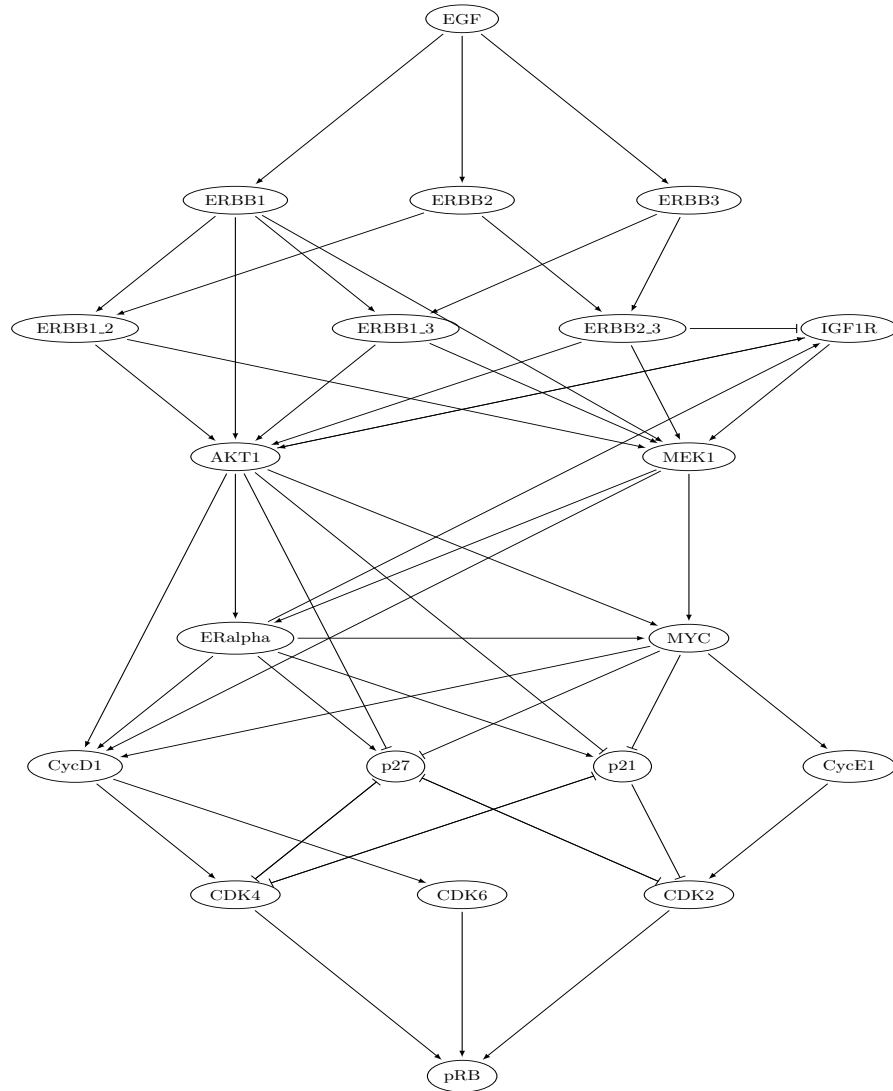 EGF
ERBB1 ERBB2 ERBB3
ERBB1_2 ERBB1_3 ERBB2_3 IGF1R
AKT1 MEK1
ERalpha MYC
CycD1 p27 p21 CycE1
CDK4 CDK6 CDK2
pRB